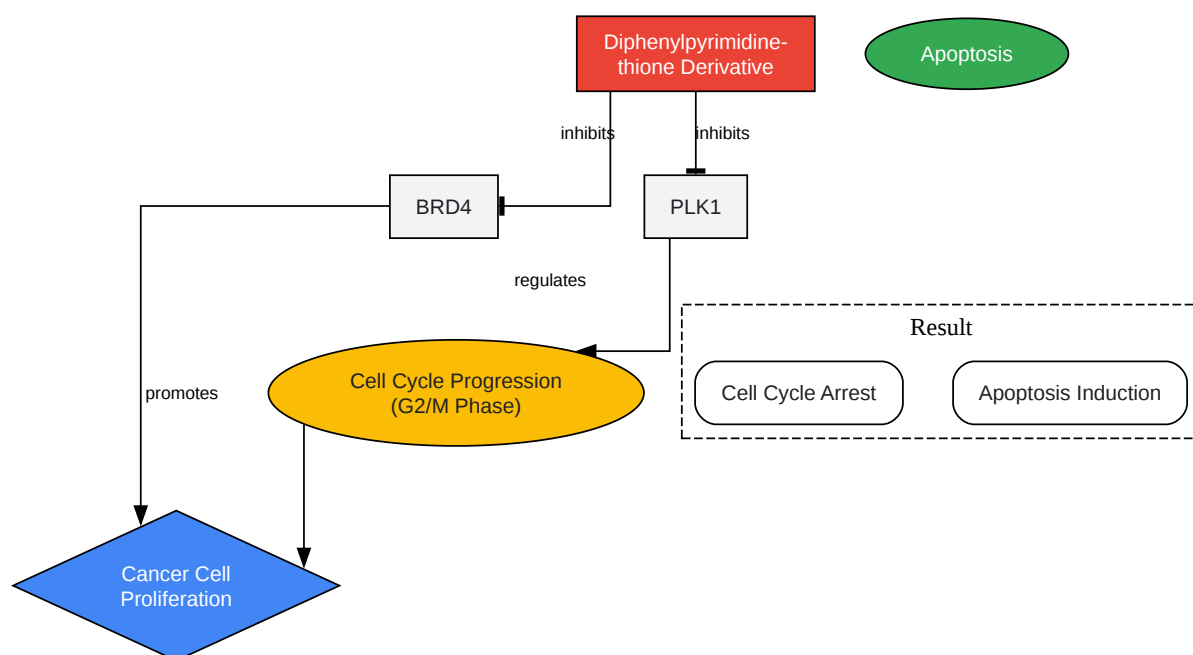 Diphenylpyrimidine-
thione Derivative
Apoptosis
inhibits
inhibits
BRD4
PLK1
regulates
Result
Cell Cycle Progression
(G2/M Phase)
Cell Cycle Arrest
Apoptosis Induction
promotes
Cancer Cell
Proliferation